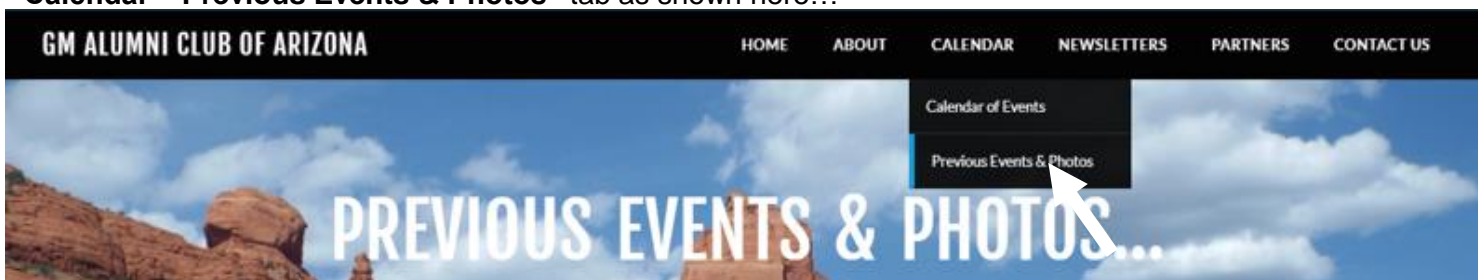 Calendar – Previous Events & Photos" tab as shown here…
GM ALUMNI CLUB OF ARIZONA HOME ABOUT CALENDAR NEWSLETTERS PARTNERS CONTACT US
Calendar of Events
Previous Events & Photos
PREVIOUS EVENTS & PHOTOS...